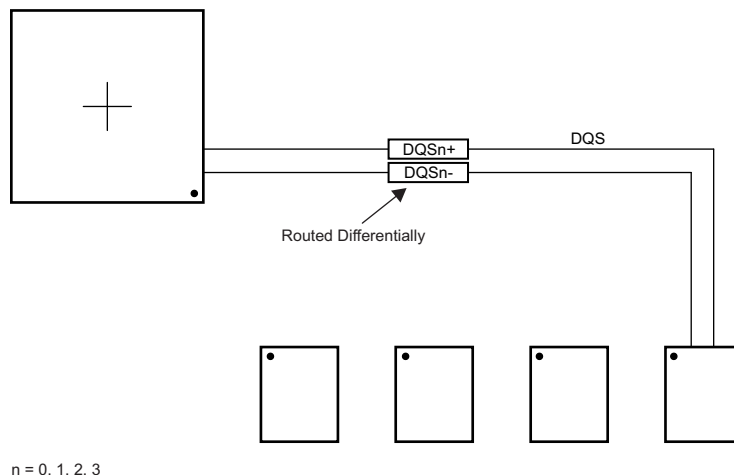 DQSn+
DQS
DQSn-
Routed Differentially
n = 0, 1, 2, 3